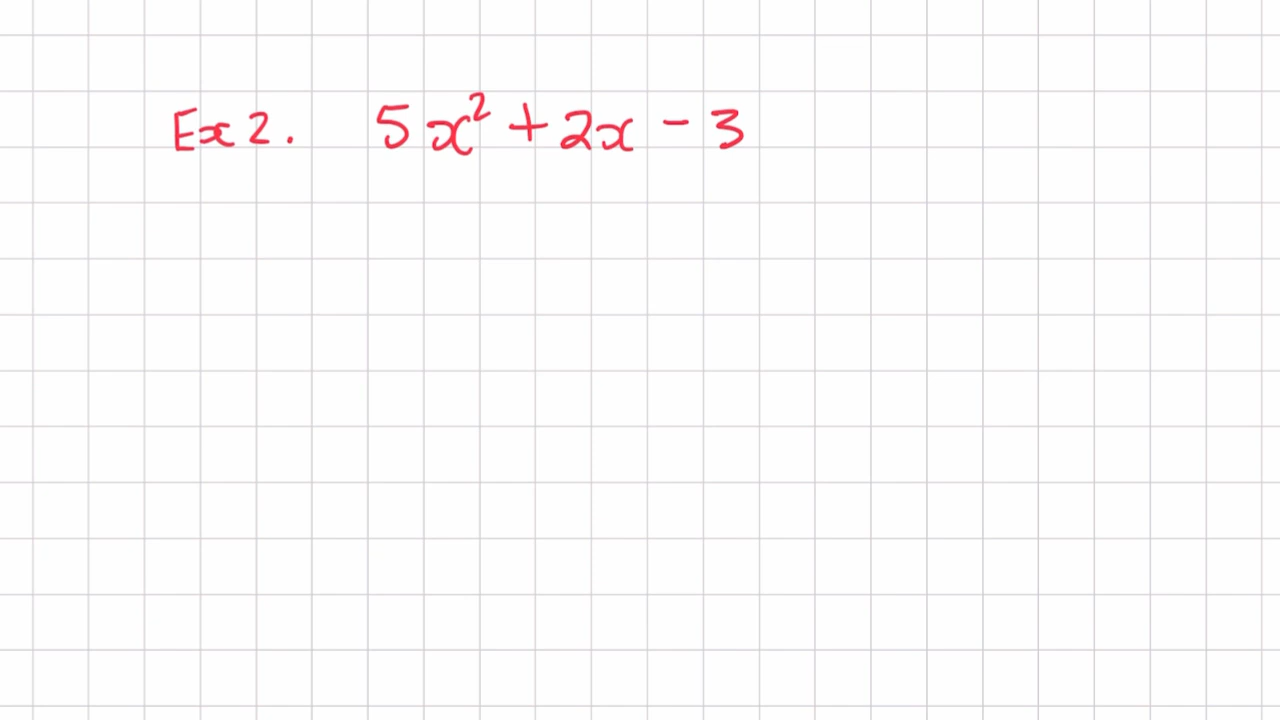 Ex 2. 5x² + 2x - 3